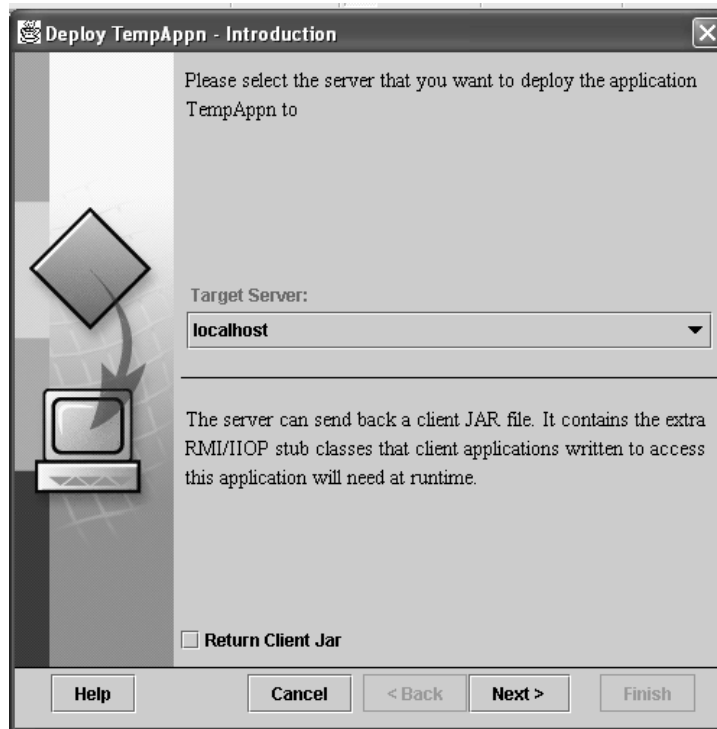 Deploy TempAppn - Introduction
Please select the server that you want to deploy the application
TempAppn to
Target Server:
localhost
The server can send back a client JAR file. It contains the extra
RMI/IIOP stub classes that client applications written to access
this application will need at runtime.
Return Client Jar
Help Cancel < Back Next > Finish